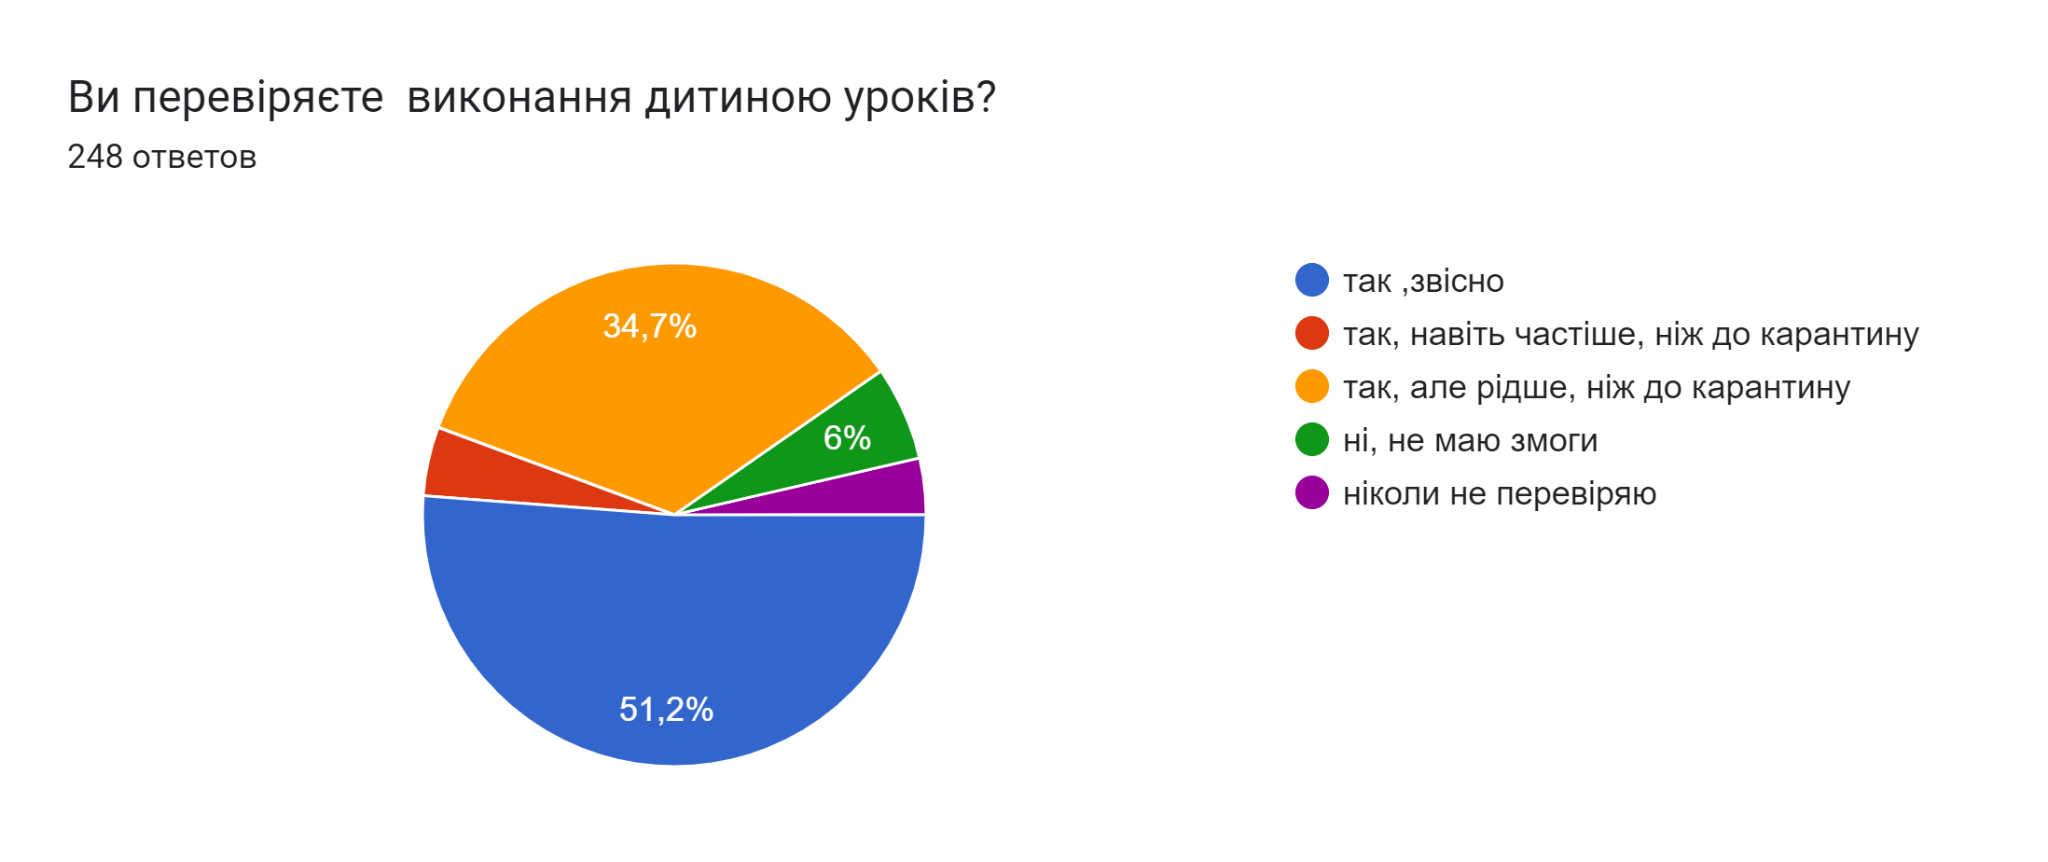 Ви перевіряєте  виконання дитиною уроків?
248 ответов
34,7%
6%
51,2%
так ,звісно
так, навіть частіше, ніж до карантину
так, але рідше, ніж до карантину
ні, не маю змоги
ніколи не перевіряю